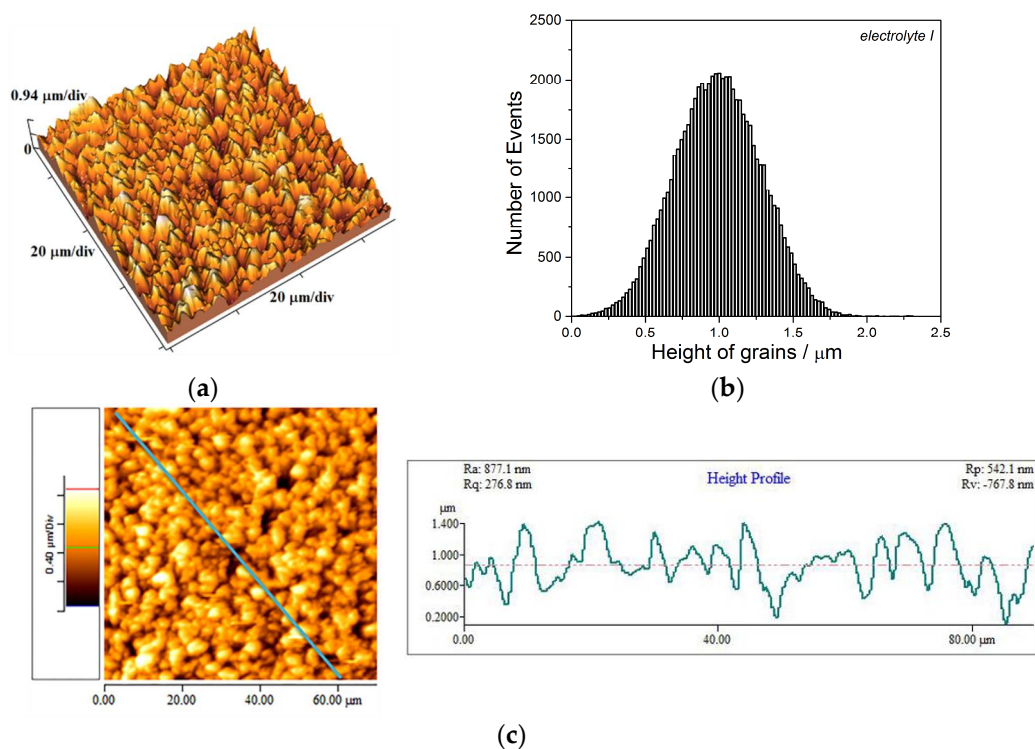 0.94 µm/div
0
20 µm/div
20 µm/div
(a)
electrolyte I
Number of Events
2500
2000
1500
1000
500
0
0.0 0.5 1.0 1.5 2.0 2.5
Height of grains / µm
(b)
0.40 µm/Div
0.00 20.00 40.00 60.00 µm
Ra: 877.1 nm
Rq: 276.8 nm
Height Profile
Rp: 542.1 nm
Rv: -767.8 nm
µm
1.400
1.000
0.6000
0.2000
0.00 40.00 80.00 µm
(c)